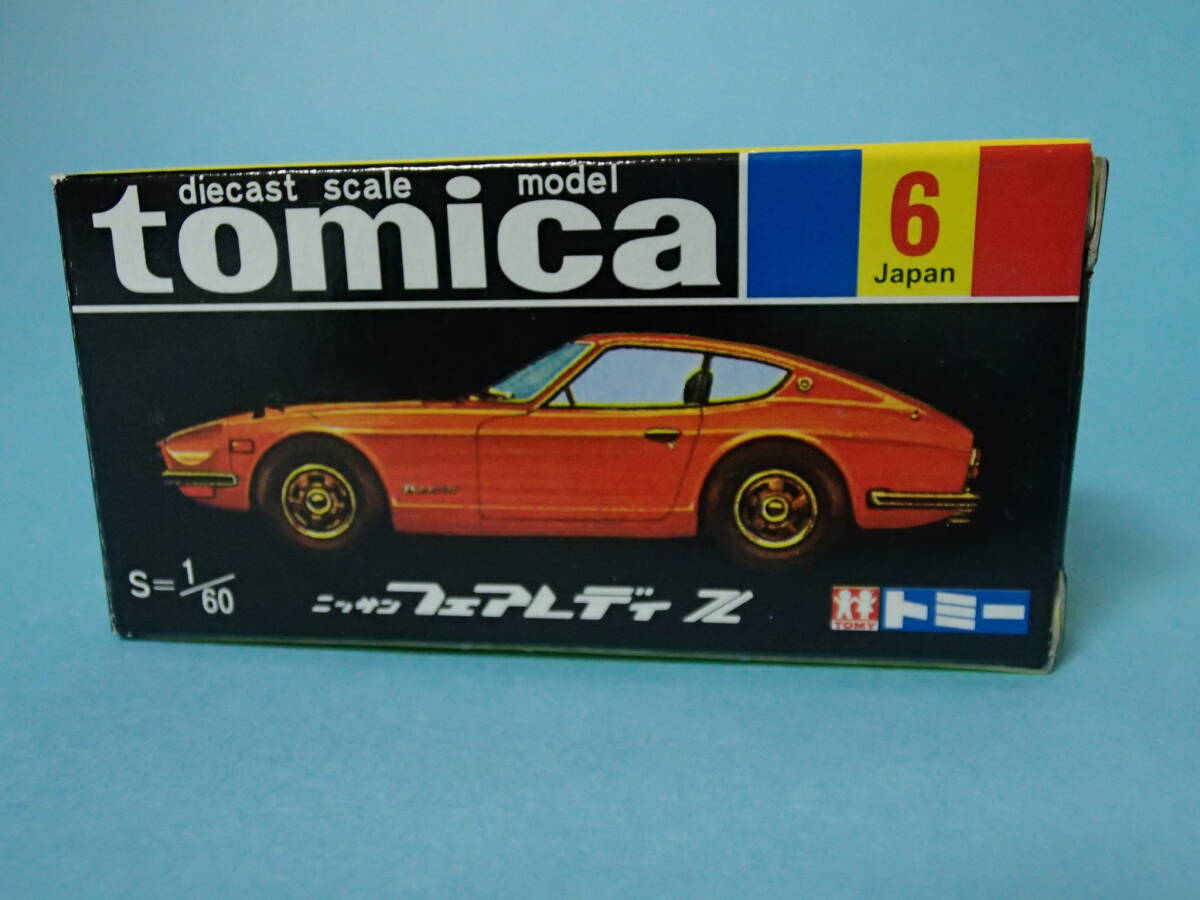 diecast scale model
tomica
6
Japan
S=1/60
ニッサン フェアレディ Z
TOMY
トミー